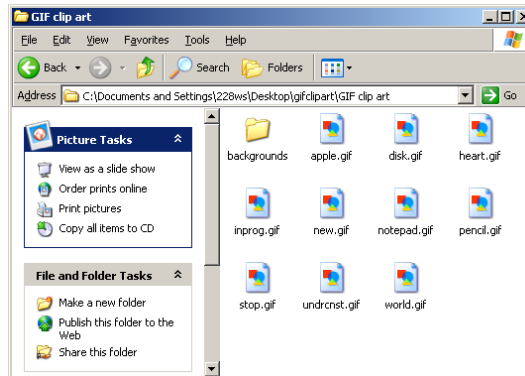 GIF clip art
File Edit View Favorites Tools Help
Back Search Folders
Address C:\Documents and Settings\228ws\Desktop\gifclipart\GIF clip art Go
Picture Tasks
View as a slide show
Order prints online
Print pictures
Copy all items to CD
File and Folder Tasks
Make a new folder
Publish this folder to the
Web
Share this folder
backgrounds apple.gif disk.gif heart.gif
inprog.gif new.gif notepad.gif pencil.gif
stop.gif undrcnst.gif world.gif